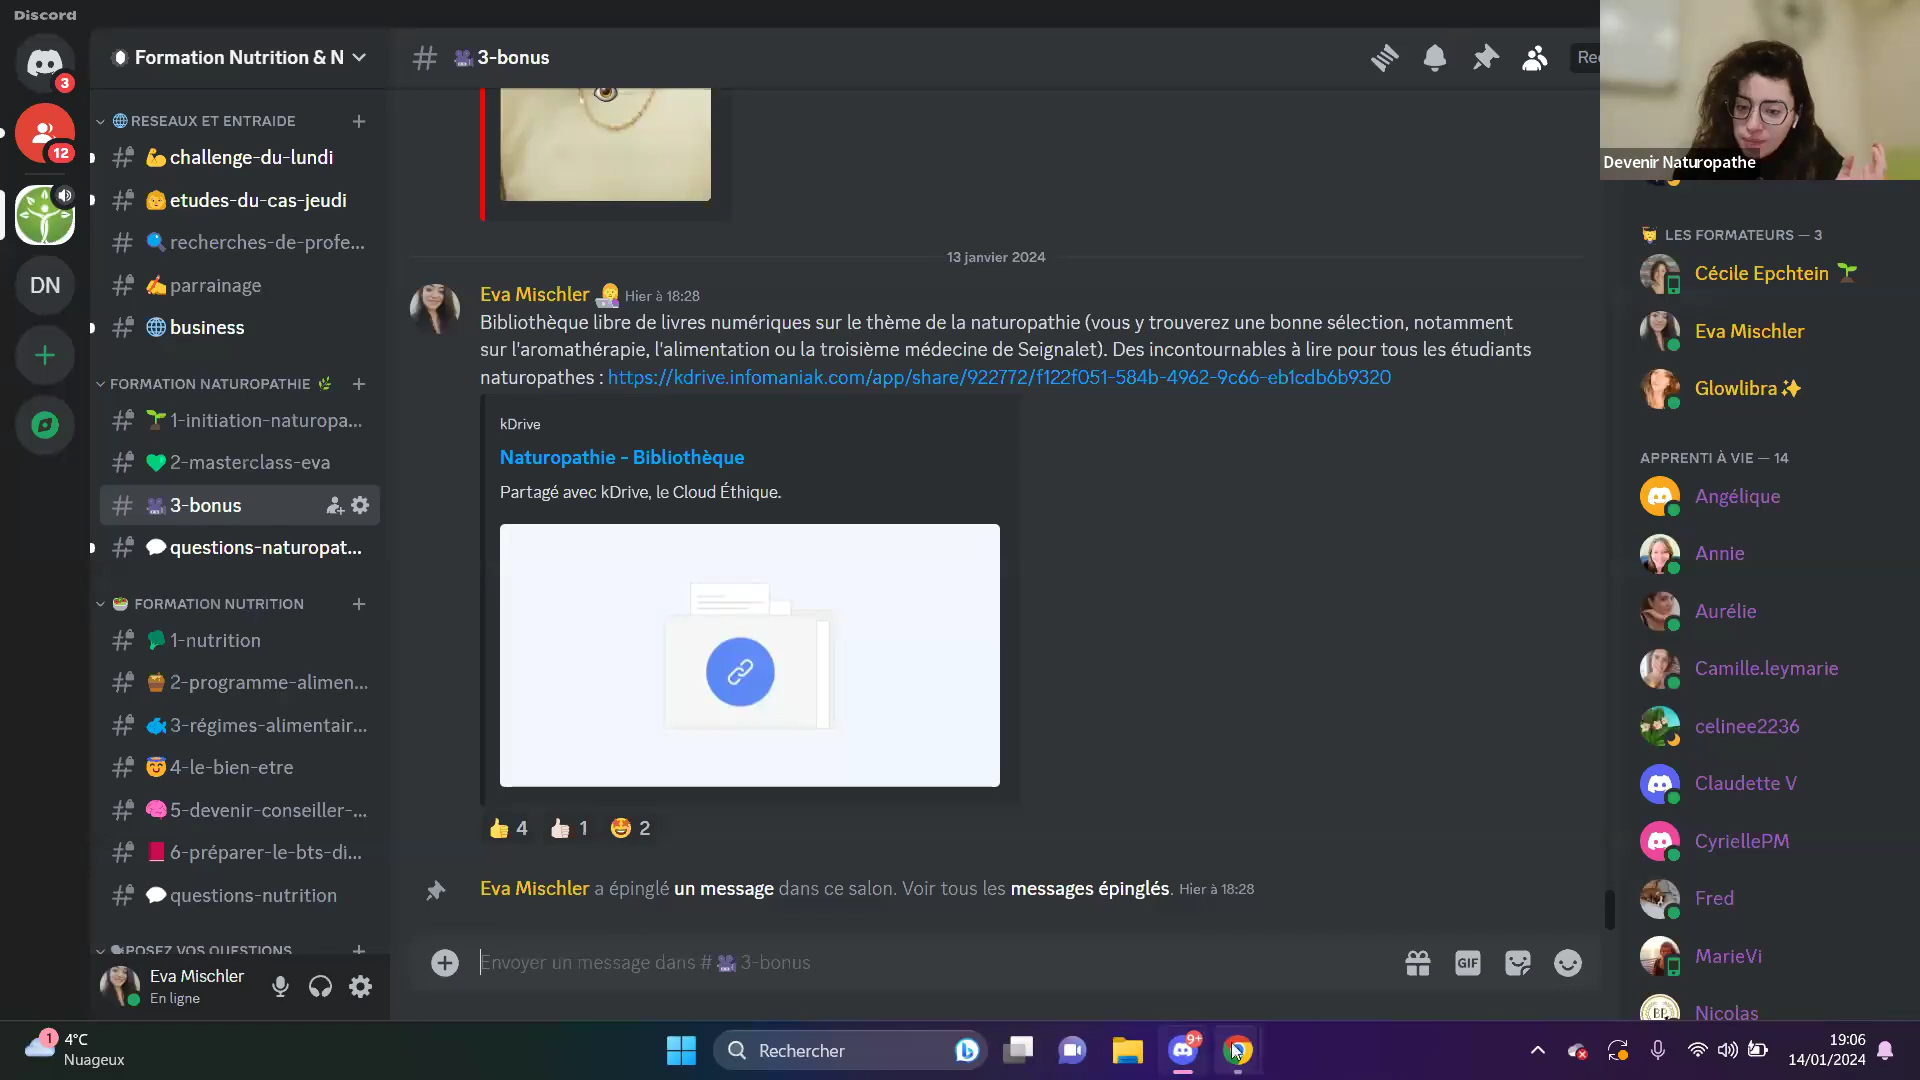 Discord
3
12
DN
Formation Nutrition & N
RESEAUX ET ENTRAIDE
challenge-du-lundi
etudes-du-cas-jeudi
recherches-de-profe...
parrainage
business
FORMATION NATUROPATHIE
1-initiation-naturopa...
2-masterclass-eva
3-bonus
questions-naturopat...
FORMATION NUTRITION
1-nutrition
2-programme-alimen...
3-régimes-alimentair...
4-le-bien-etre
5-devenir-conseiller-...
6-préparer-le-bts-di...
questions-nutrition
POSEZ VOS QUESTIONS
Eva Mischler
En ligne
3-bonus
Rec
13 janvier 2024
Eva Mischler Hier à 18:28
Bibliothèque libre de livres numériques sur le thème de la naturopathie (vous y trouverez une bonne sélection, notamment
sur l'aromathérapie, l'alimentation ou la troisième médecine de Seignalet). Des incontournables à lire pour tous les étudiants
naturopathes : https://kdrive.infomaniak.com/app/share/922772/f122f051-584b-4962-9c66-eb1cdb6b9320
kDrive
Naturopathie - Bibliothèque
Partagé avec kDrive, le Cloud Éthique.
4 1 2
Eva Mischler a épinglé un message dans ce salon. Voir tous les messages épinglés. Hier à 18:28
Envoyer un message dans # 3-bonus
GIF
Devenir Naturopathe
LES FORMATEURS — 3
Cécile Epchtein
Eva Mischler
Glowlibra
APPRENTI À VIE — 14
Angélique
Annie
Aurélie
Camille.leymarie
celinee2236
Claudette V
CyriellePM
Fred
MarieVi
Nicolas
1
4°C
Nuageux
Rechercher
9+
19:06
14/01/2024